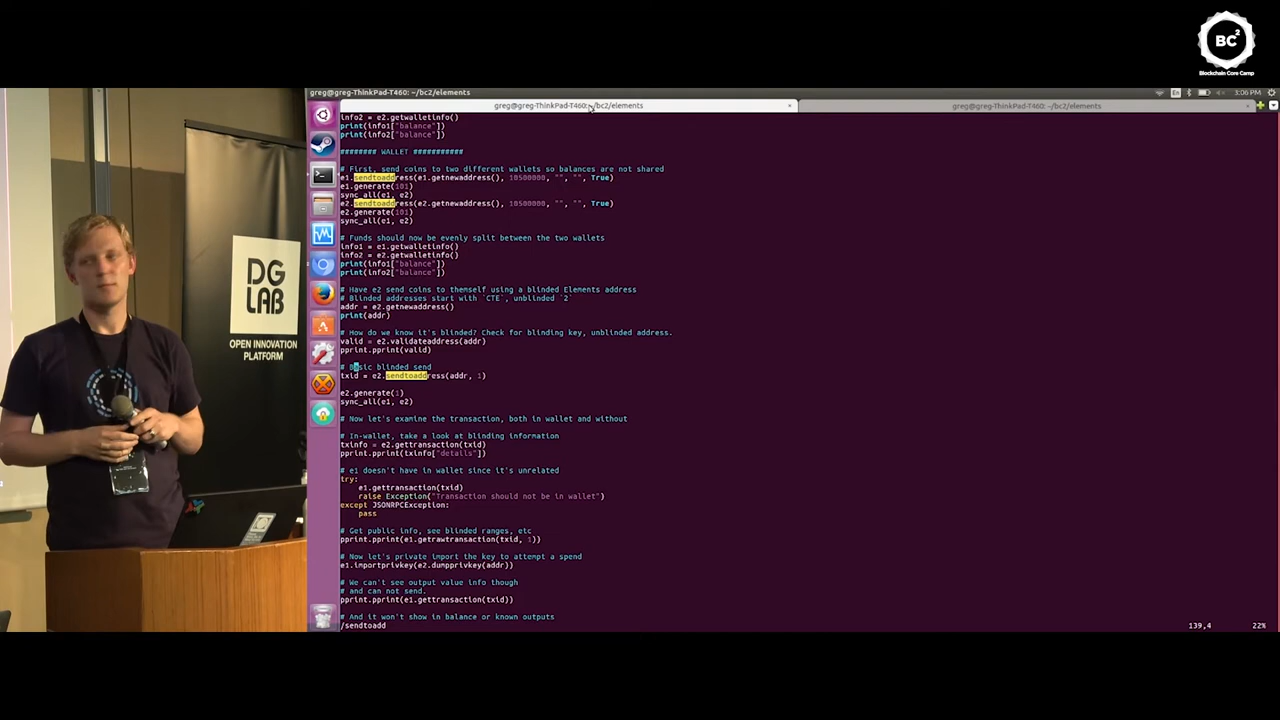 BC²
Blockchain Core Camp
greg@greg-ThinkPad-T460: ~/bc2/elements
En
3:06 PM
greg@greg-ThinkPad-T460: ~/bc2/elements
greg@greg-ThinkPad-T460: ~/bc2/elements
info2 = e2.getwalletinfo()
print(info1["balance"])
print(info2["balance"])
######## WALLET ###########
# First, send coins to two different wallets so balances are not shared
e1.sendtoaddress(e1.getnewaddress(), 10500000, "", "", True)
e1.generate(101)
sync_all(e1, e2)
e2.sendtoaddress(e2.getnewaddress(), 10500000, "", "", True)
e2.generate(101)
sync_all(e1, e2)
# Funds should now be evenly split between the two wallets
info1 = e1.getwalletinfo()
info2 = e2.getwalletinfo()
print(info1["balance"])
print(info2["balance"])
# Have e2 send coins to themself using a blinded Elements address
# Blinded addresses start with `CTE`, unblinded `2`
addr = e2.getnewaddress()
print(addr)
# How do we know it's blinded? Check for blinding key, unblinded address.
valid = e2.validateaddress(addr)
pprint.pprint(valid)
# Basic blinded send
txid = e2.sendtoaddress(addr, 1)
e2.generate(1)
sync_all(e1, e2)
# Now let's examine the transaction, both in wallet and without
# In-wallet, take a look at blinding information
txinfo = e2.gettransaction(txid)
pprint.pprint(txinfo["details"])
# e1 doesn't have in wallet since it's unrelated
try:
e1.gettransaction(txid)
raise Exception("Transaction should not be in wallet")
except JSONRPCException:
pass
# Get public info, see blinded ranges, etc
pprint.pprint(e1.getrawtransaction(txid, 1))
# Now let's private import the key to attempt a spend
e1.importprivkey(e2.dumpprivkey(addr))
# We can't see output value info though
# and can not send.
pprint.pprint(e1.gettransaction(txid))
# And it won't show in balance or known outputs
/sendtoadd
139,4
22%
DG
LAB
OPEN INNOVATION
PLATFORM